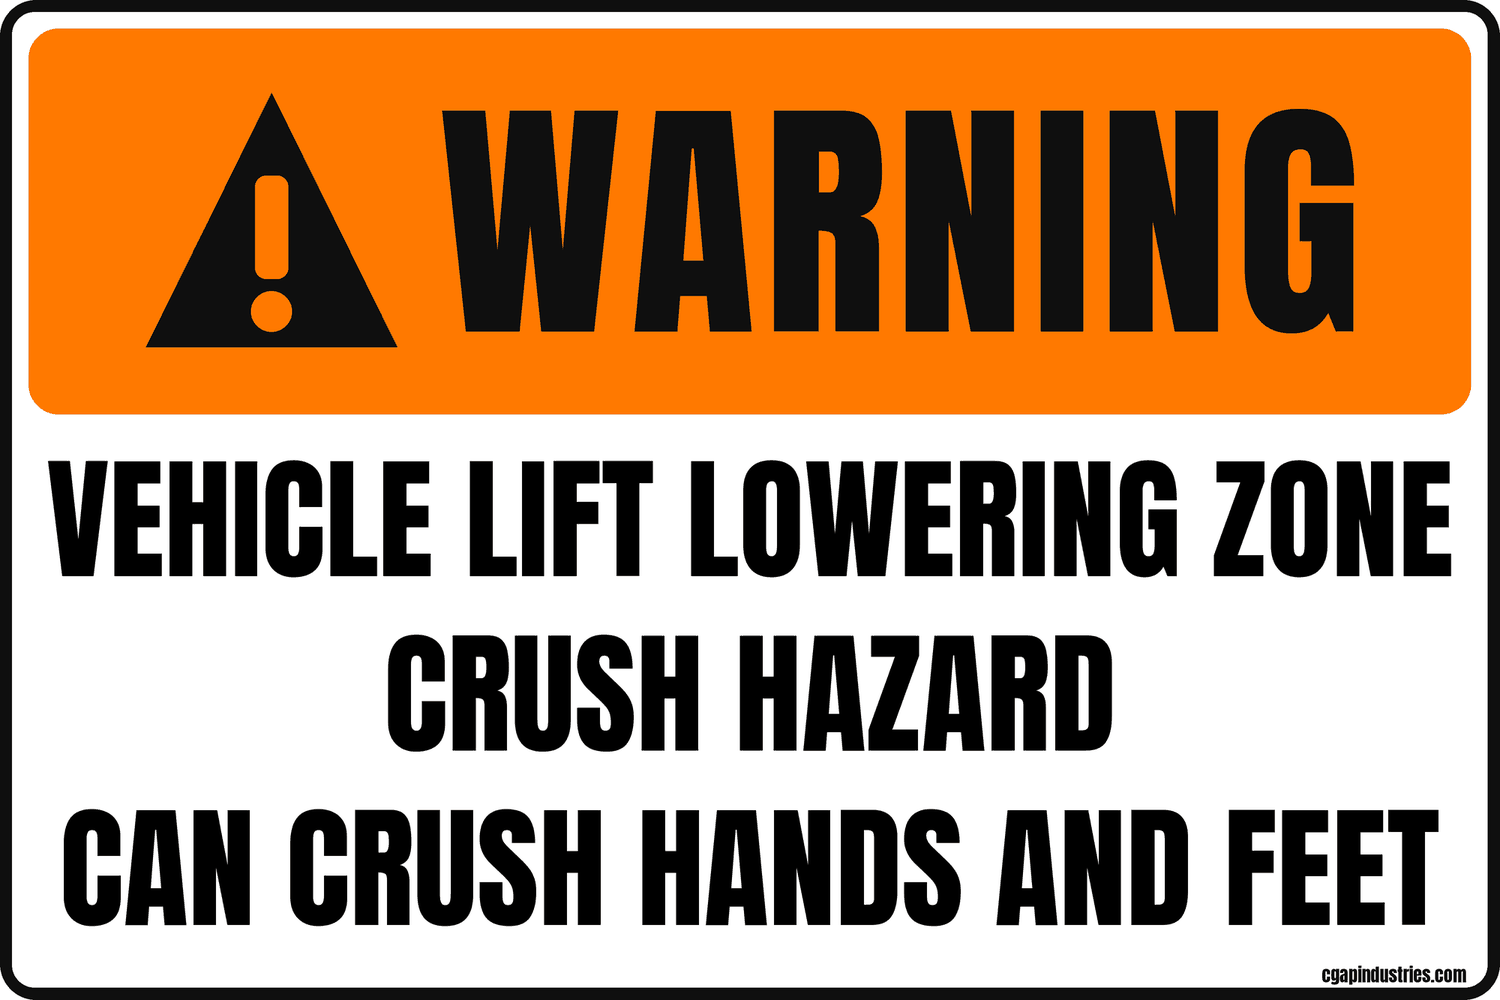 WARNING
VEHICLE LIFT LOWERING ZONE
CRUSH HAZARD
CAN CRUSH HANDS AND FEET
cgapindustries.com